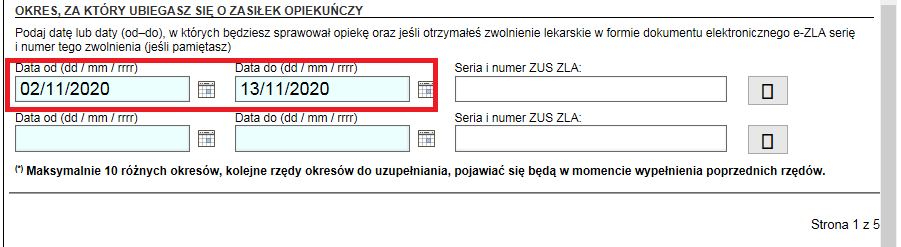 OKRES, ZA KTÓRY UBIEGASZ SIĘ O ZASIŁEK OPIEKUŃCZY
Podaj datę lub daty (od–do), w których będziesz sprawował opiekę oraz jeśli otrzymałeś zwolnienie lekarskie w formie dokumentu elektronicznego e-ZLA serię
i numer tego zwolnienia (jeśli pamiętasz)
Data od (dd / mm / rrrr) Data do (dd / mm / rrrr) Seria i numer ZUS ZLA:
02/11/2020 13/11/2020
Data od (dd / mm / rrrr) Data do (dd / mm / rrrr) Seria i numer ZUS ZLA:
(*) Maksymalnie 10 różnych okresów, kolejne rzędy okresów do uzupełniania, pojawiać się będą w momencie wypełnienia poprzednich rzędów.
Strona 1 z 5